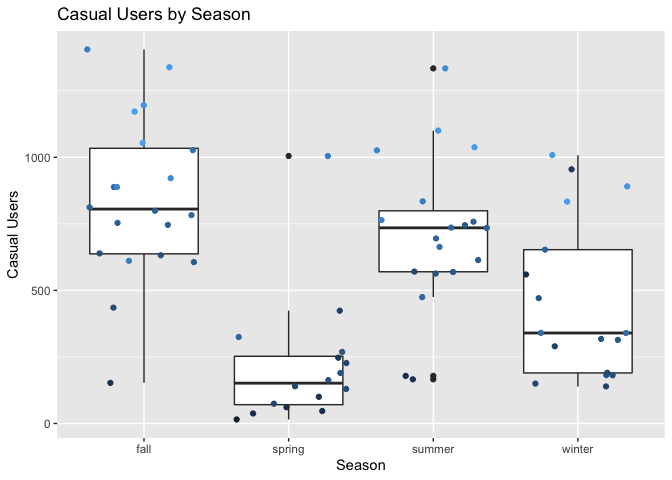 Casual Users by Season
Casual Users
1000
500
0
fall spring summer winter
Season